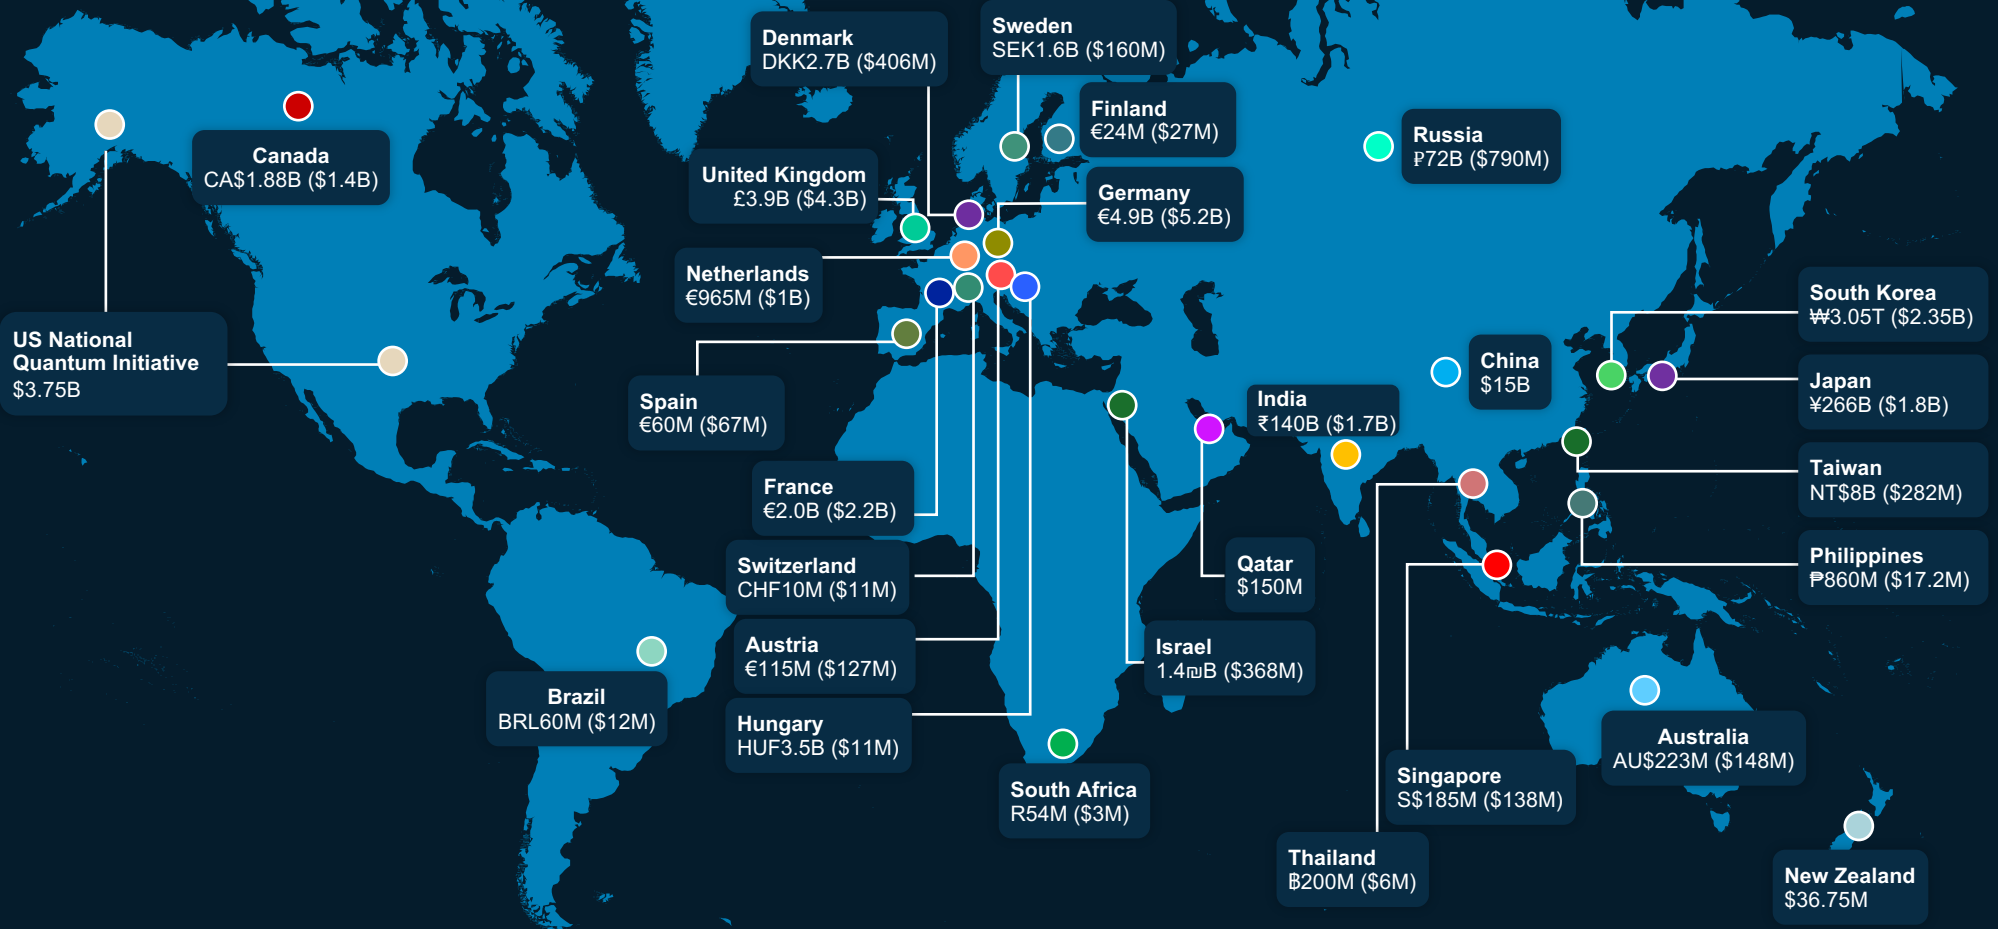 Denmark
DKK2.7B ($406M)
Sweden
SEK1.6B ($160M)
Finland
€24M ($27M)
Russia
₽72B ($790M)
Canada
CA$1.88B ($1.4B)
United Kingdom
£3.9B ($4.3B)
Germany
€4.9B ($5.2B)
Netherlands
€965M ($1B)
South Korea
₩3.05T ($2.35B)
US National
Quantum Initiative
$3.75B
China
$15B
Japan
¥266B ($1.8B)
Spain
€60M ($67M)
India
₹140B ($1.7B)
Taiwan
NT$8B ($282M)
France
€2.0B ($2.2B)
Switzerland
CHF10M ($11M)
Qatar
$150M
Philippines
₱860M ($17.2M)
Austria
€115M ($127M)
Israel
1.4₪B ($368M)
Brazil
BRL60M ($12M)
Hungary
HUF3.5B ($11M)
Australia
AU$223M ($148M)
South Africa
R54M ($3M)
Singapore
S$185M ($138M)
Thailand
฿200M ($6M)
New Zealand
$36.75M